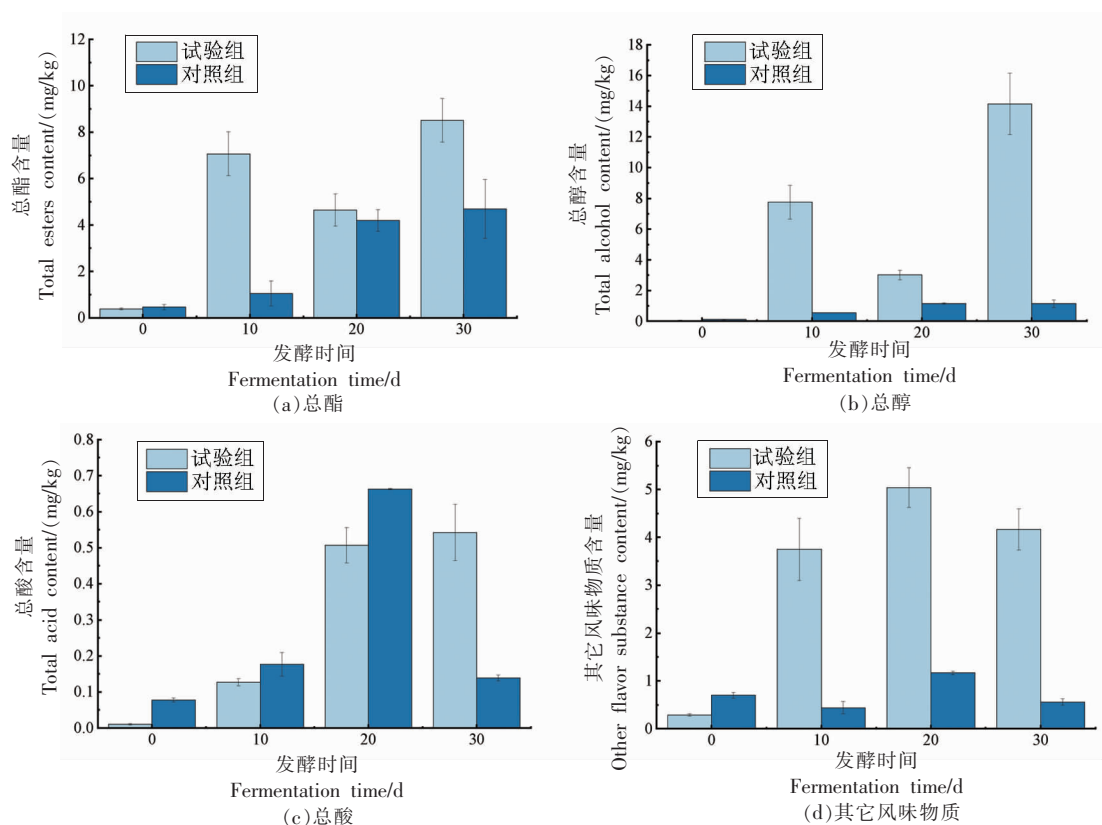 试验组
对照组
12
10
8
6
4
2
0
总酯含量
Total esters content/(mg/kg)
0 10 20 30
发酵时间
Fermentation time/d
(a)总酯
试验组
对照组
18
16
14
12
10
8
6
4
2
0
总醇含量
Total alcohol content/(mg/kg)
0 10 20 30
发酵时间
Fermentation time/d
(b)总醇
试验组
对照组
0.8
0.7
0.6
0.5
0.4
0.3
0.2
0.1
0.0
总酸含量
Total acid content/(mg/kg)
0 10 20 30
发酵时间
Fermentation time/d
(c)总酸
试验组
对照组
6
5
4
3
2
1
0
其它风味物质含量
Other flavor substance content/(mg/kg)
0 10 20 30
发酵时间
Fermentation time/d
(d)其它风味物质